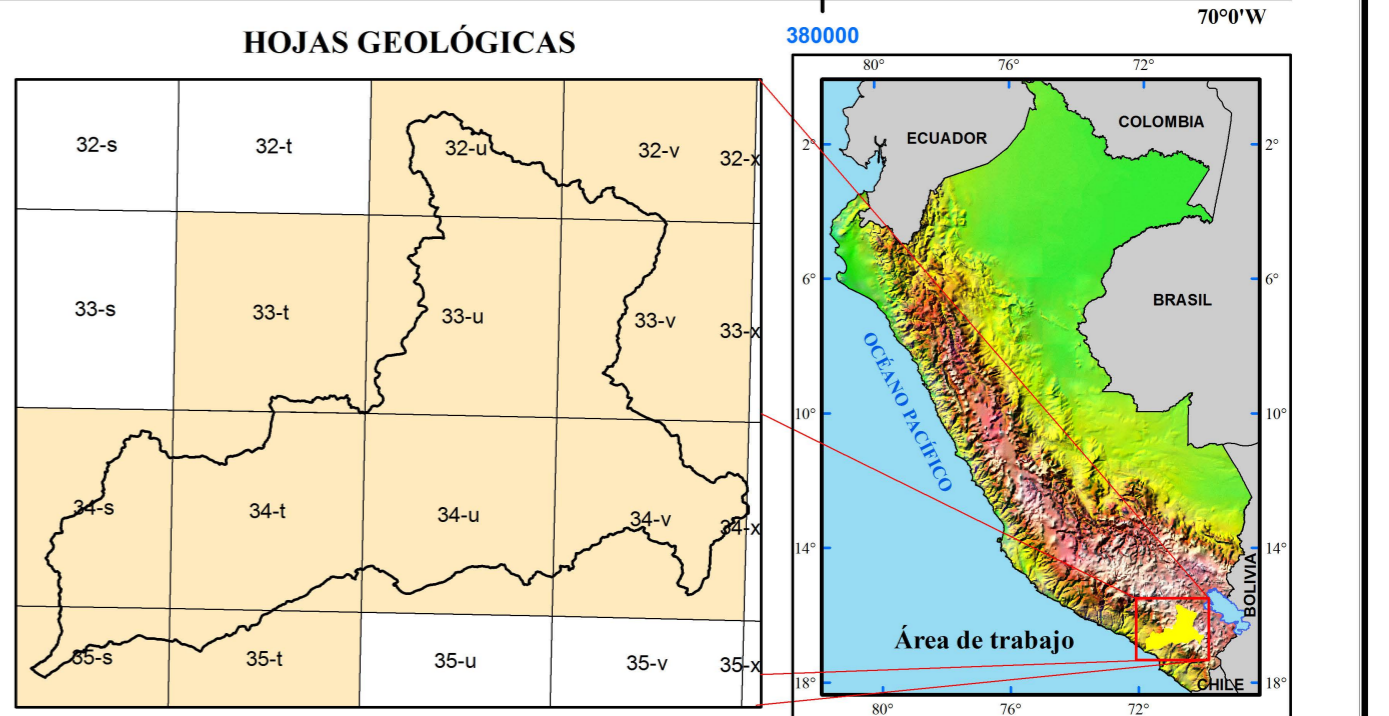 70°0'W
380000
HOJAS GEOLÓGICAS
32-s 32-t 32-u 32-v 32-x
33-s 33-t 33-u 33-v 33-x
34-s 34-t 34-u 34-v 34-x
35-s 35-t 35-u 35-v 35-x
80° 76° 72°
COLOMBIA
ECUADOR
2° 2°
6° 6°
BRASIL
OCÉANO PACÍFICO
10° 10°
14° 14°
BOLIVIA
Área de trabajo
CHILE
18° 18°
80° 76° 72°